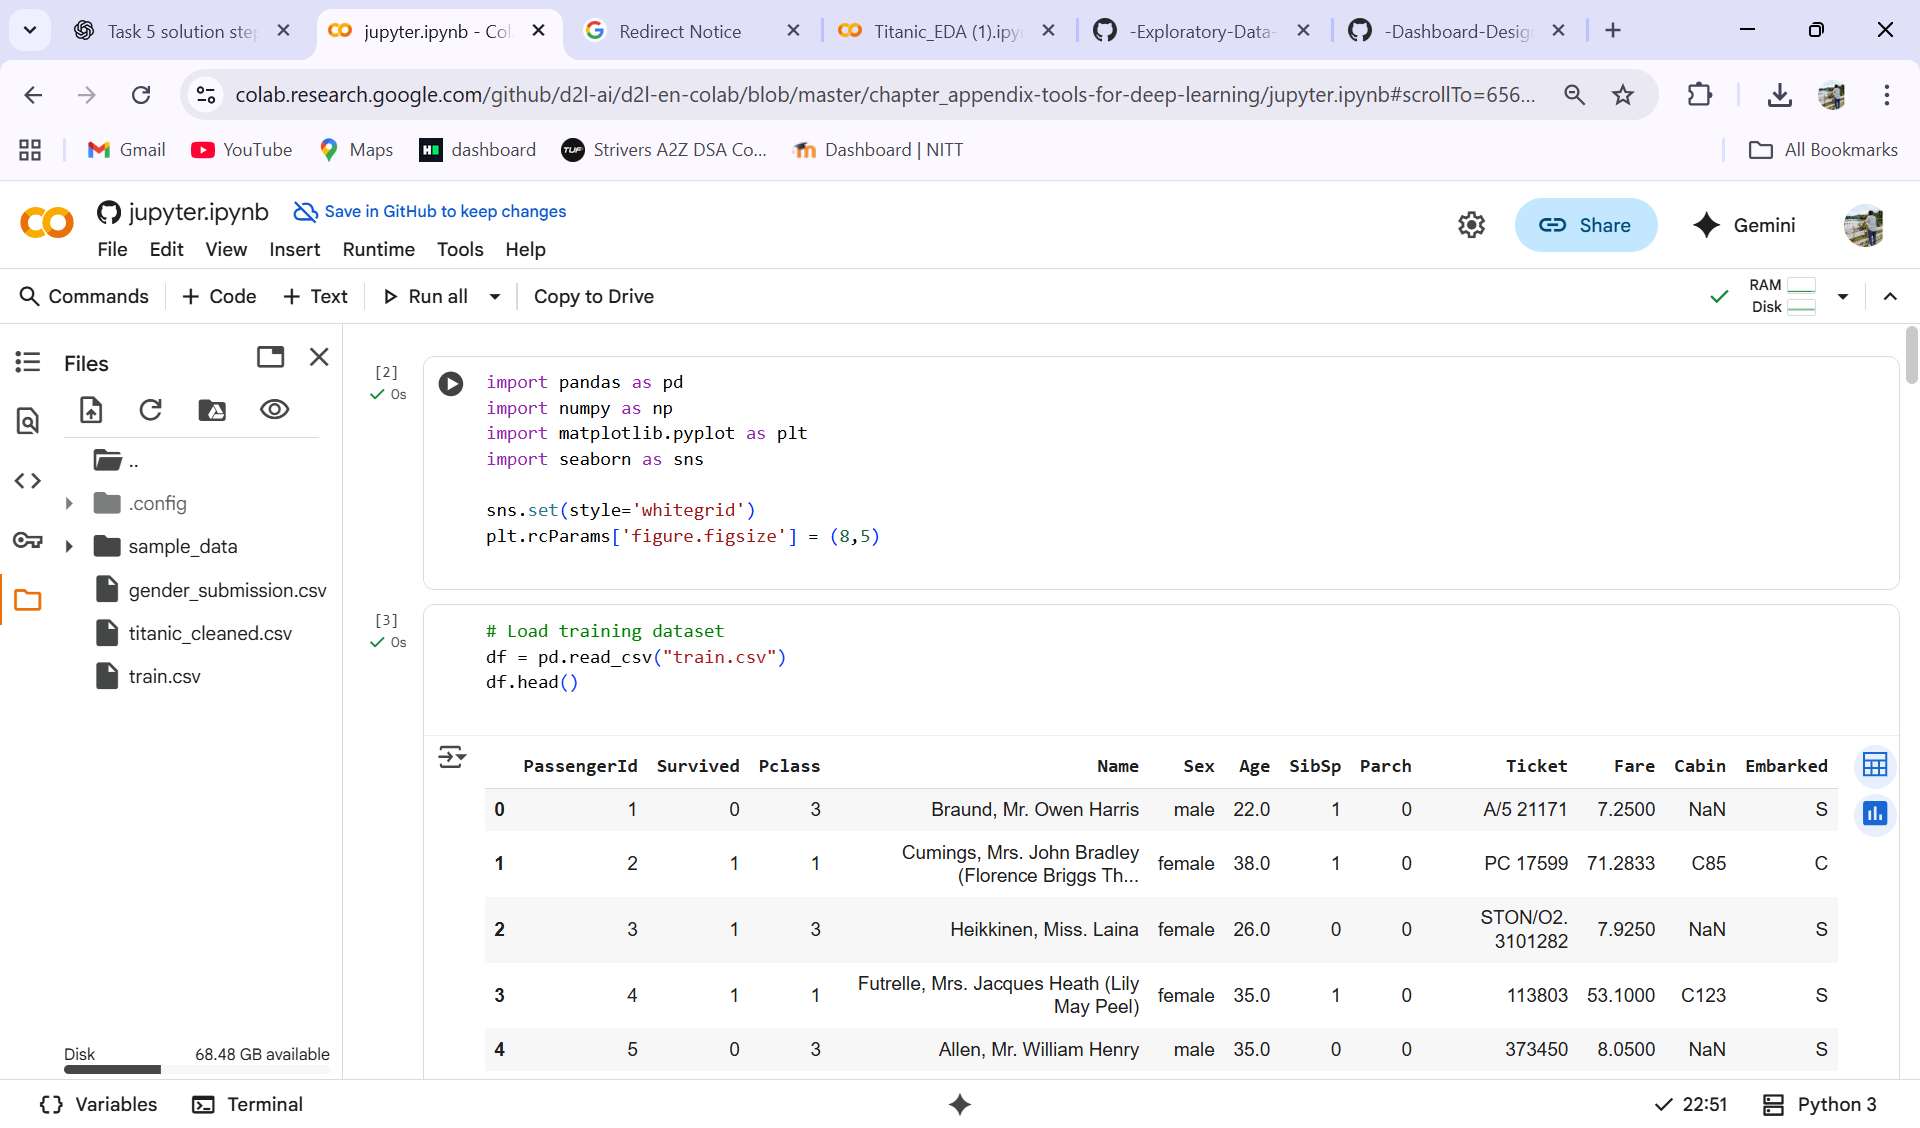 Task 5 solution ste
jupyter.ipynb - Col
Redirect Notice
Titanic_EDA (1).ipy
-Exploratory-Data-
-Dashboard-Desig
colab.research.google.com/github/d2l-ai/d2l-en-colab/blob/master/chapter_appendix-tools-for-deep-learning/jupyter.ipynb#scrollTo=656...
Gmail
YouTube
Maps
dashboard
Strivers A2Z DSA Co...
Dashboard | NITT
All Bookmarks
jupyter.ipynb
Save in GitHub to keep changes
File Edit View Insert Runtime Tools Help
Share
Gemini
Commands
+ Code + Text
Run all
Copy to Drive
RAM
Disk
Files
..
.config
sample_data
gender_submission.csv
titanic_cleaned.csv
train.csv
Disk 68.48 GB available
[2]
0s
import pandas as pd
import numpy as np
import matplotlib.pyplot as plt
import seaborn as sns
sns.set(style='whitegrid')
plt.rcParams['figure.figsize'] = (8,5)
[3]
0s
# Load training dataset
df = pd.read_csv("train.csv")
df.head()
PassengerId Survived Pclass Name Sex Age SibSp Parch Ticket Fare Cabin Embarked
0 1 0 3 Braund, Mr. Owen Harris male 22.0 1 0 A/5 21171 7.2500 NaN S
1 2 1 1 Cumings, Mrs. John Bradley (Florence Briggs Th... female 38.0 1 0 PC 17599 71.2833 C85 C
2 3 1 3 Heikkinen, Miss. Laina female 26.0 0 0 STON/O2. 3101282 7.9250 NaN S
3 4 1 1 Futrelle, Mrs. Jacques Heath (Lily May Peel) female 35.0 1 0 113803 53.1000 C123 S
4 5 0 3 Allen, Mr. William Henry male 35.0 0 0 373450 8.0500 NaN S
Variables
Terminal
22:51
Python 3